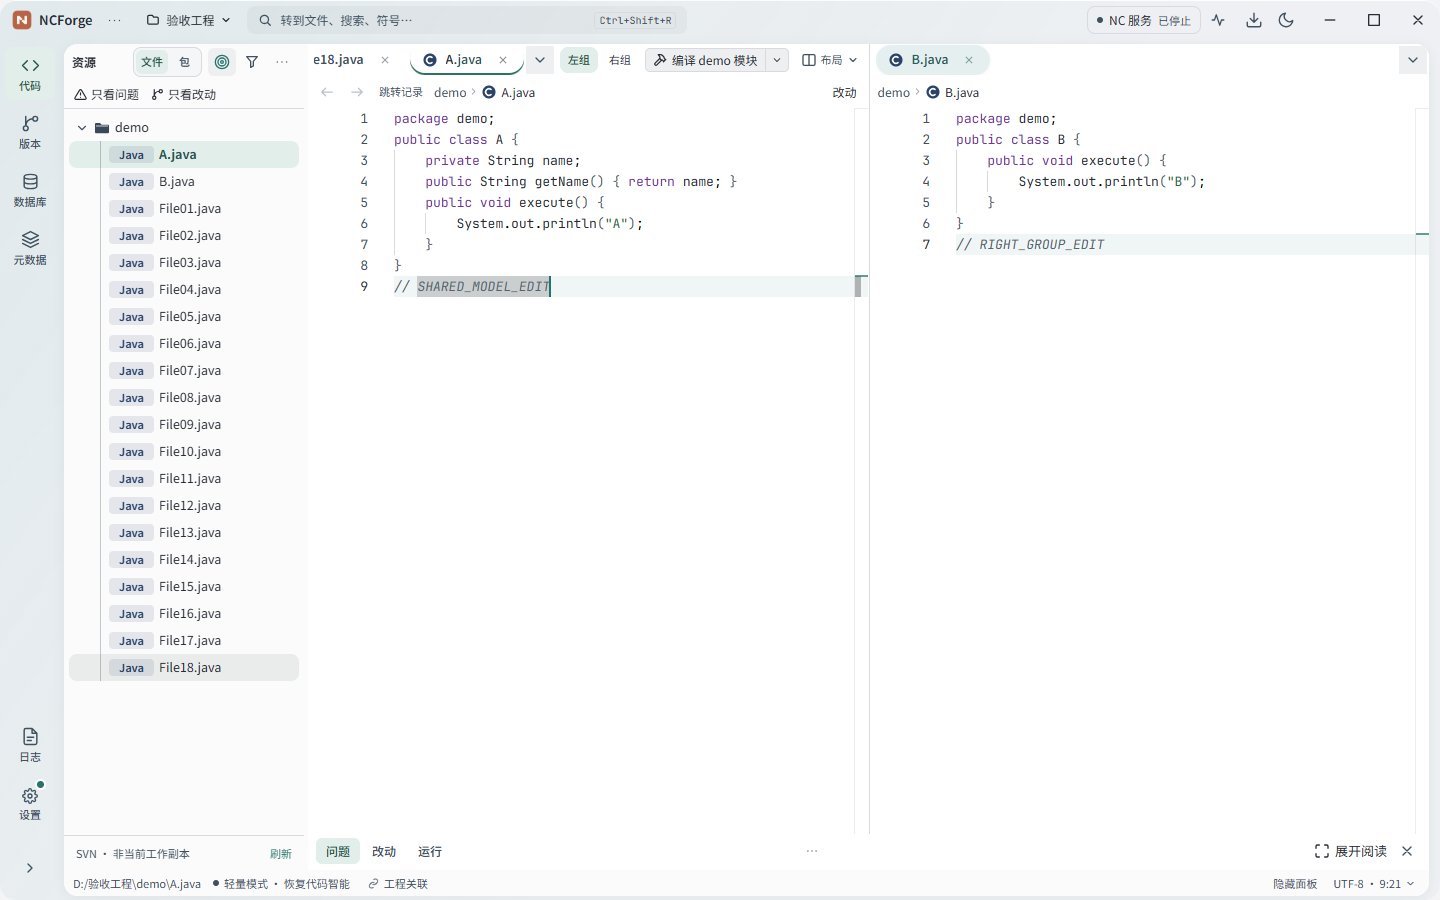 NCForge ··· 验收工程 转到文件、搜索、符号··· Ctrl+Shift+R NC 服务 已停止
代码
版本
数据库
元数据
日志
设置
资源 文件 包 ···
只看问题 只看改动
demo
Java A.java
Java B.java
Java File01.java
Java File02.java
Java File03.java
Java File04.java
Java File05.java
Java File06.java
Java File07.java
Java File08.java
Java File09.java
Java File10.java
Java File11.java
Java File12.java
Java File13.java
Java File14.java
Java File15.java
Java File16.java
Java File17.java
Java File18.java
SVN · 非当前工作副本 刷新
e18.java A.java 左组 右组 编译 demo 模块 布局
跳转记录 demo A.java 改动
1 package demo;
2 public class A {
3 private String name;
4 public String getName() { return name; }
5 public void execute() {
6 System.out.println("A");
7 }
8 }
9 // SHARED_MODEL_EDIT
B.java
demo B.java
1 package demo;
2 public class B {
3 public void execute() {
4 System.out.println("B");
5 }
6 }
7 // RIGHT_GROUP_EDIT
问题 改动 运行 ··· 展开阅读
D:/验收工程\demo\A.java 轻量模式 · 恢复代码智能 工程关联 隐藏面板 UTF-8 · 9:21